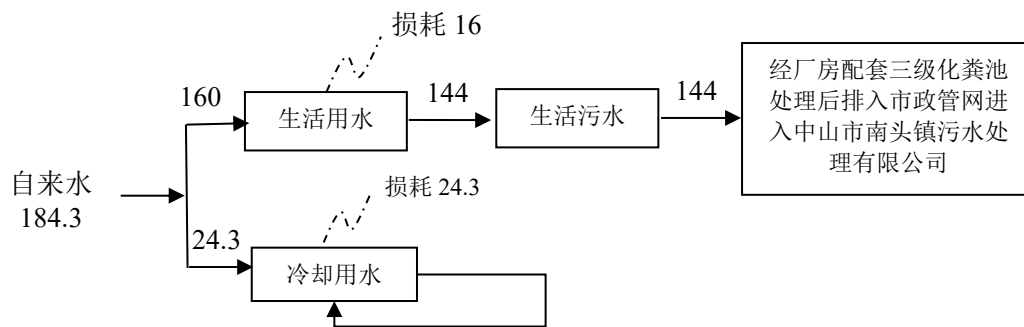 损耗 16
160
生活用水
144
生活污水
144
经厂房配套三级化粪池
处理后排入市政管网进
入中山市南头镇污水处
理有限公司
自来水
184.3
损耗 24.3
24.3
冷却用水